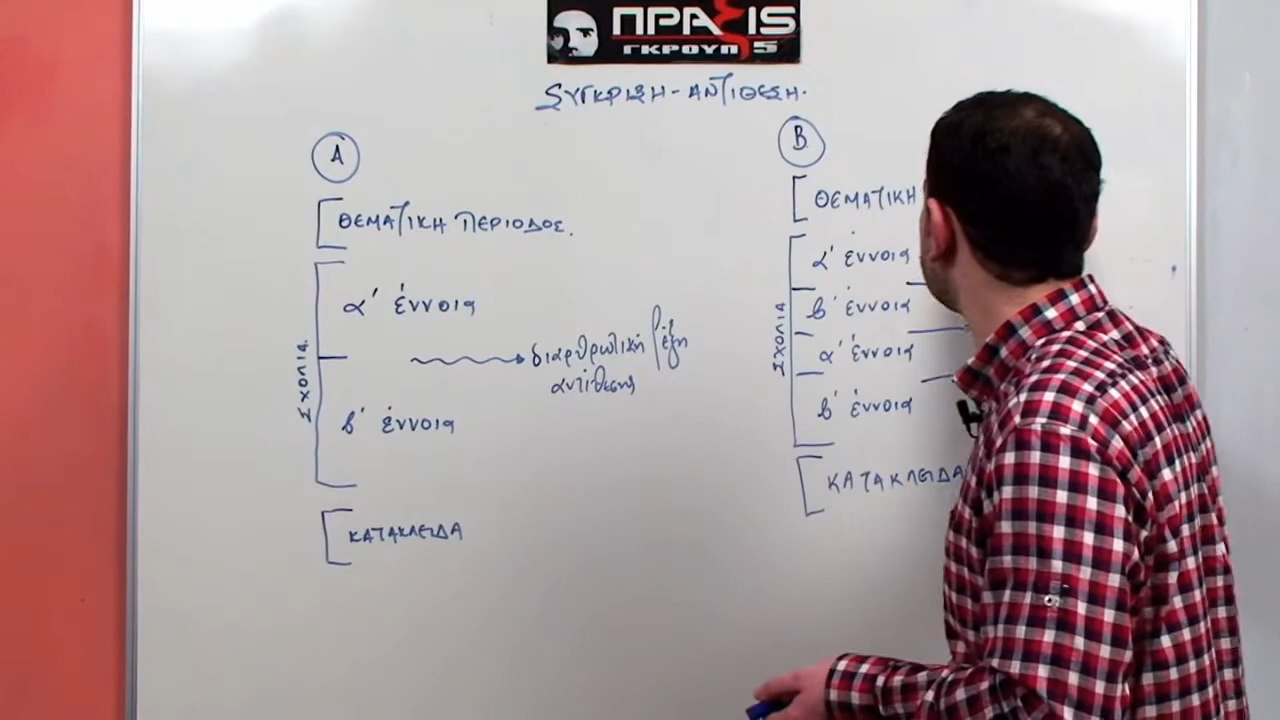 ΠΡΑΞΙS
ΓΚΡΟΥΠ 5
ΣΥΓΚΡΙΣΗ - ΑΝΤΙΘΕΣΗ.
Α
ΘΕΜΑΤΙΚΗ ΠΕΡΙΟΔΟΣ.
ΣΧΟΛΙΑ.
α' έννοια
διαρθρωτική λέξη
αντίθεσης
β' έννοια
ΚΑΤΑΚΛΕΙΔΑ
Β
ΘΕΜΑΤΙΚΗ
ΣΧΟΛΙΑ
α' έννοια
β' έννοια
α' έννοια
β' έννοια
ΚΑΤΑΚΛΕΙΔΑ